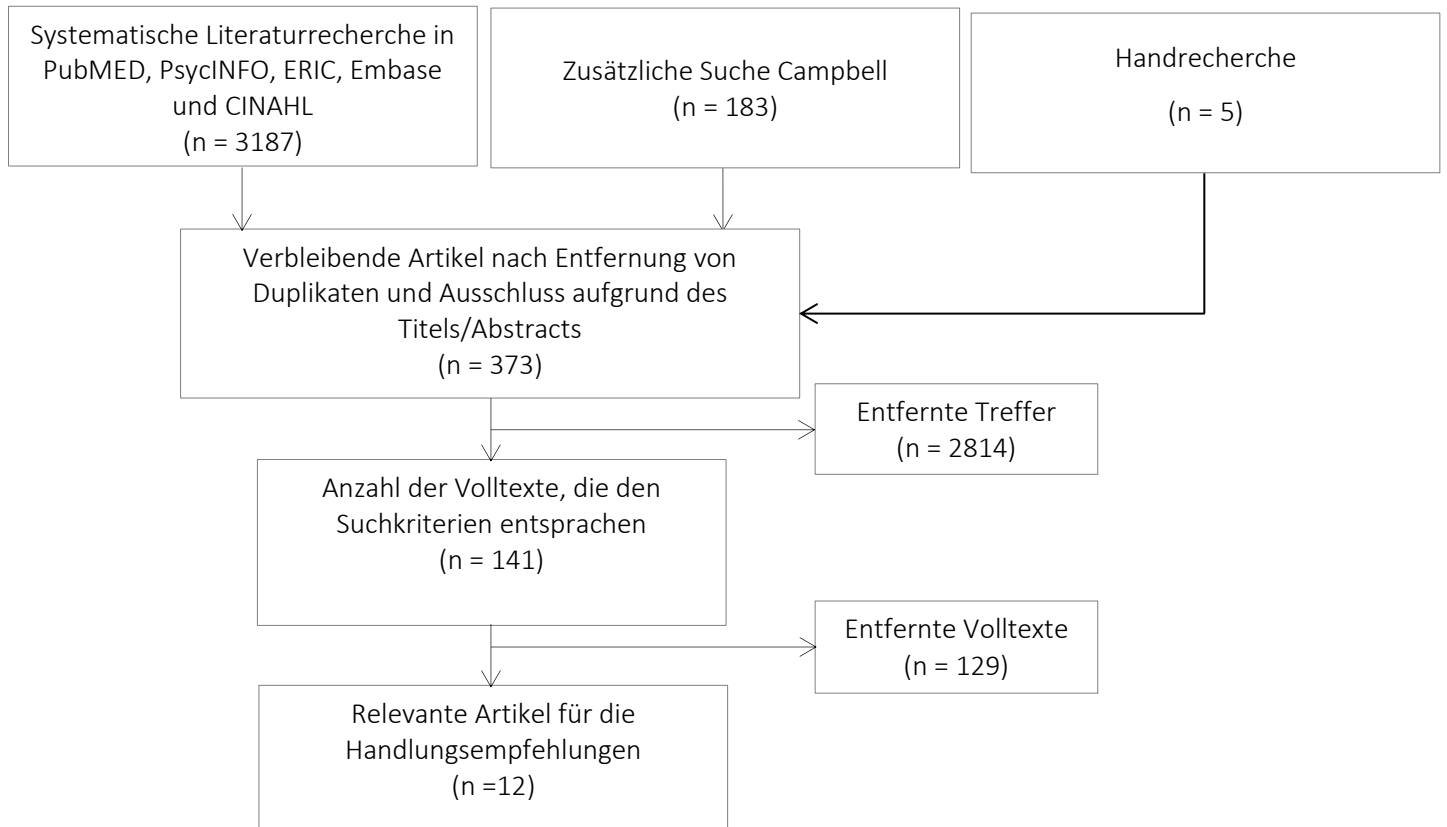 Systematische Literaturrecherche in
PubMED, PsycINFO, ERIC, Embase
und CINAHL
(n = 3187)
Zusätzliche Suche Campbell
(n = 183)
Handrecherche
(n = 5)
Verbleibende Artikel nach Entfernung von
Duplikaten und Ausschluss aufgrund des
Titels/Abstracts
(n = 373)
Entfernte Treffer
(n = 2814)
Anzahl der Volltexte, die den
Suchkriterien entsprachen
(n = 141)
Entfernte Volltexte
(n = 129)
Relevante Artikel für die
Handlungsempfehlungen
(n =12)